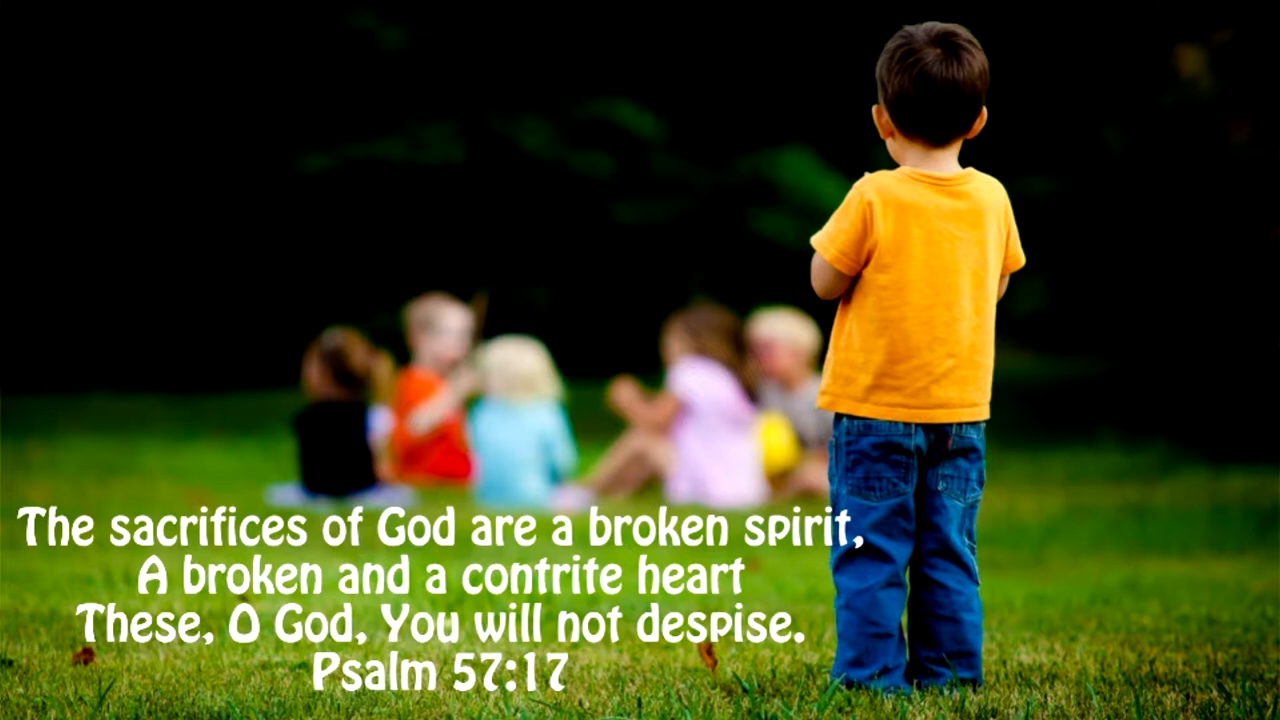 The sacrifices of God are a broken spirit,
A broken and a contrite heart
These, O God, You will not despise.
Psalm 57:17